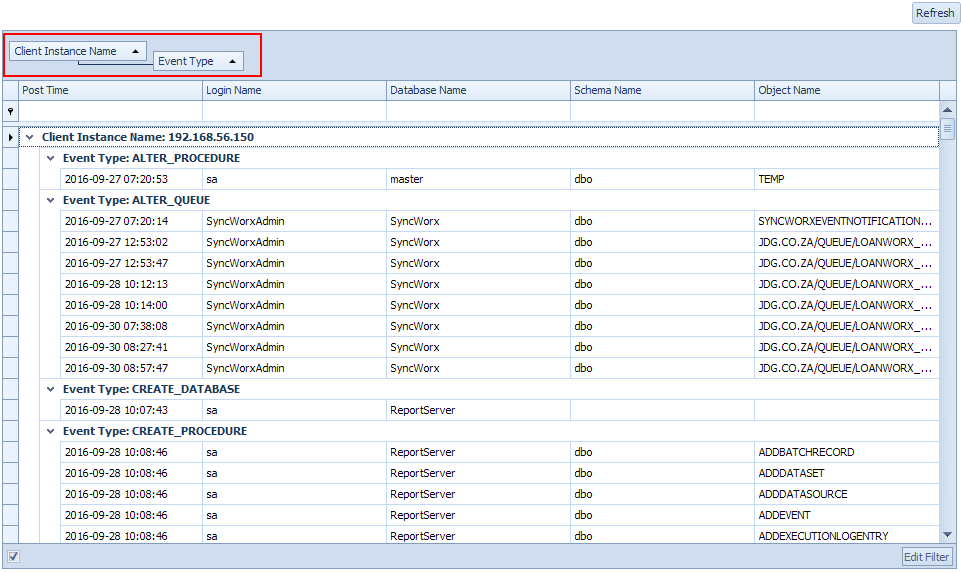 Refresh
Client Instance Name
Event Type
Post Time Login Name Database Name Schema Name Object Name
Client Instance Name: 192.168.56.150
Event Type: ALTER_PROCEDURE
2016-09-27 07:20:53 sa master dbo TEMP
Event Type: ALTER_QUEUE
2016-09-27 07:20:14 SyncWorxAdmin SyncWorx dbo SYNCWORXEVENTNOTIFICATION...
2016-09-27 12:53:02 SyncWorxAdmin SyncWorx dbo JDG.CO.ZA/QUEUE/LOANWORX_...
2016-09-27 12:53:47 SyncWorxAdmin SyncWorx dbo JDG.CO.ZA/QUEUE/LOANWORX_...
2016-09-28 10:12:13 SyncWorxAdmin SyncWorx dbo JDG.CO.ZA/QUEUE/LOANWORX_...
2016-09-28 10:14:00 SyncWorxAdmin SyncWorx dbo JDG.CO.ZA/QUEUE/LOANWORX_...
2016-09-30 07:38:08 SyncWorxAdmin SyncWorx dbo JDG.CO.ZA/QUEUE/LOANWORX_...
2016-09-30 08:27:41 SyncWorxAdmin SyncWorx dbo JDG.CO.ZA/QUEUE/LOANWORX_...
2016-09-30 08:57:47 SyncWorxAdmin SyncWorx dbo JDG.CO.ZA/QUEUE/LOANWORX_...
Event Type: CREATE_DATABASE
2016-09-28 10:07:43 sa ReportServer
Event Type: CREATE_PROCEDURE
2016-09-28 10:08:46 sa ReportServer dbo ADDBATCHRECORD
2016-09-28 10:08:46 sa ReportServer dbo ADDDATASET
2016-09-28 10:08:46 sa ReportServer dbo ADDDATASOURCE
2016-09-28 10:08:46 sa ReportServer dbo ADDEVENT
2016-09-28 10:08:46 sa ReportServer dbo ADDEXECUTIONLOGENTRY
Edit Filter